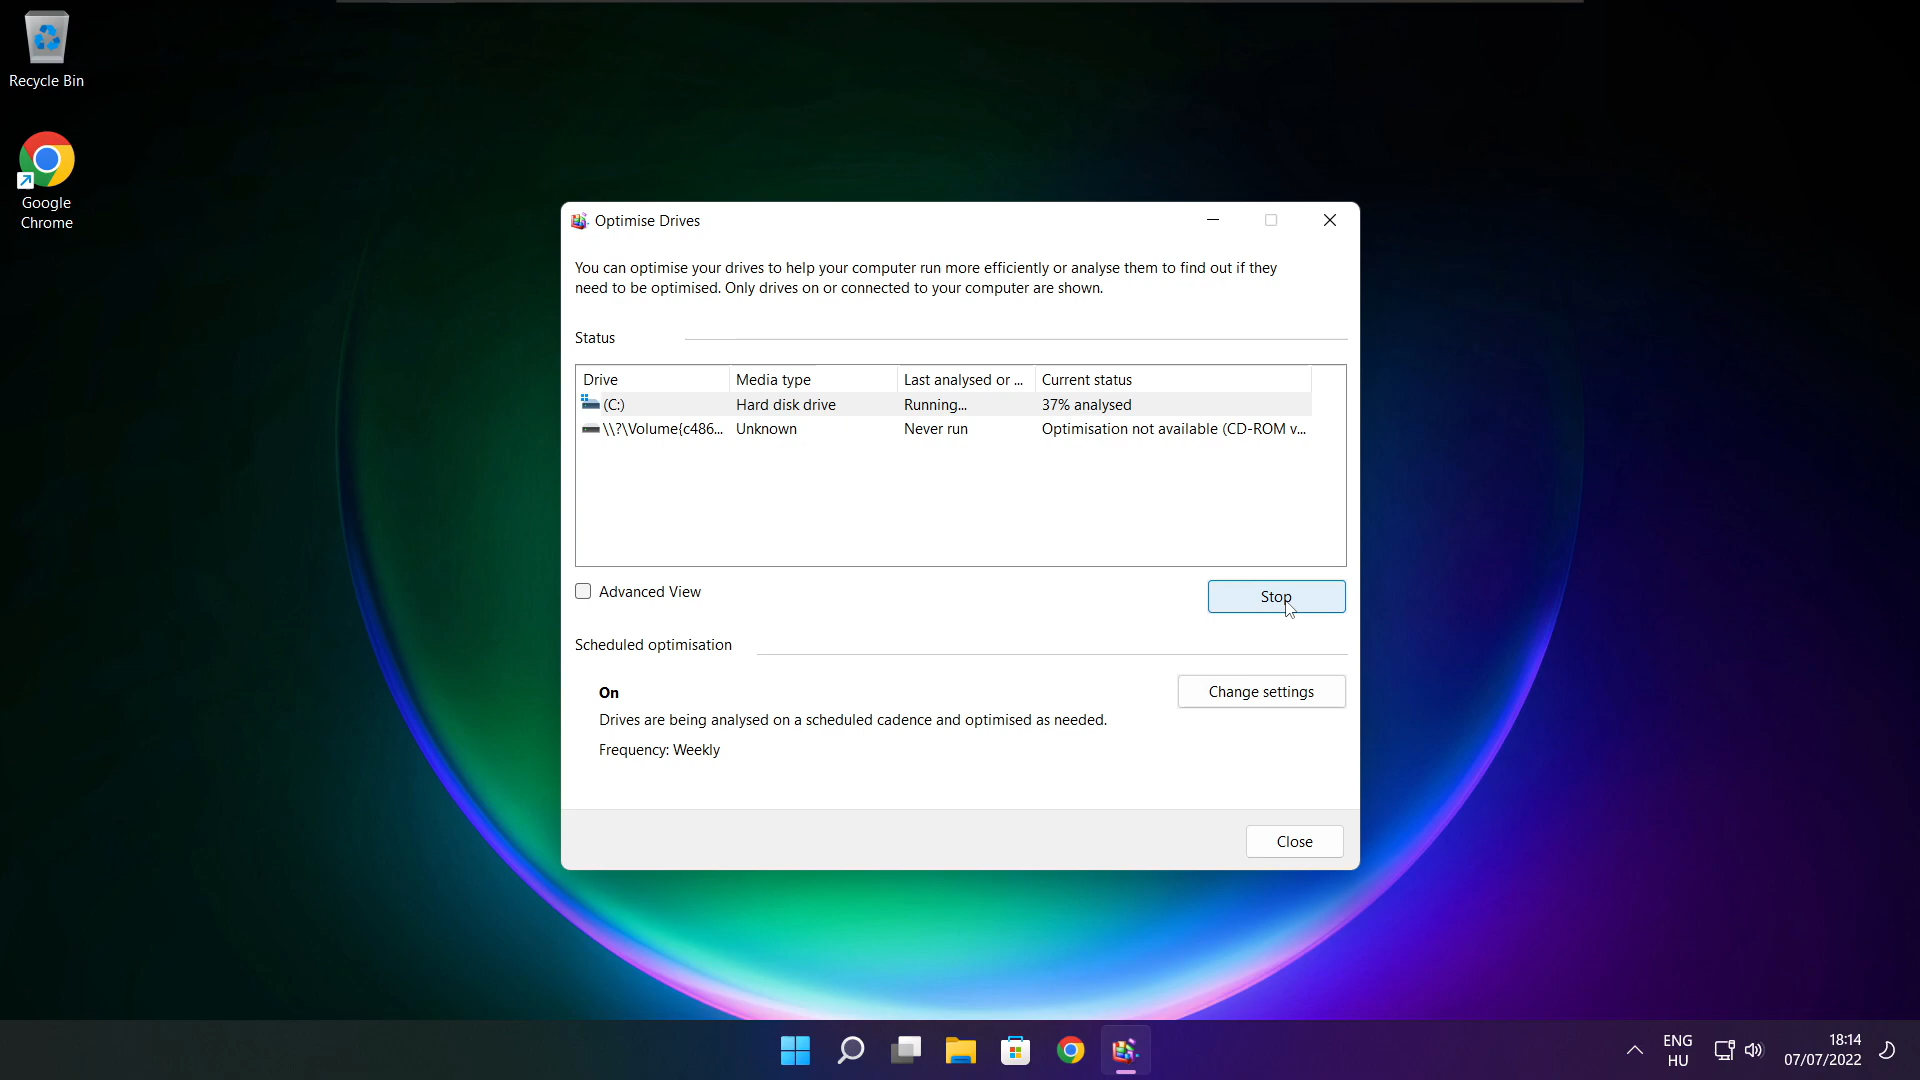 Recycle Bin
Google
Chrome
Optimise Drives
You can optimise your drives to help your computer run more efficiently or analyse them to find out if they
need to be optimised. Only drives on or connected to your computer are shown.
Status
Drive Media type Last analysed or ... Current status
(C:) Hard disk drive Running... 37% analysed
\\?\Volume{c486... Unknown Never run Optimisation not available (CD-ROM v...
Advanced View
Stop
Scheduled optimisation
On
Change settings
Drives are being analysed on a scheduled cadence and optimised as needed.
Frequency: Weekly
Close
ENG
HU
18:14
07/07/2022